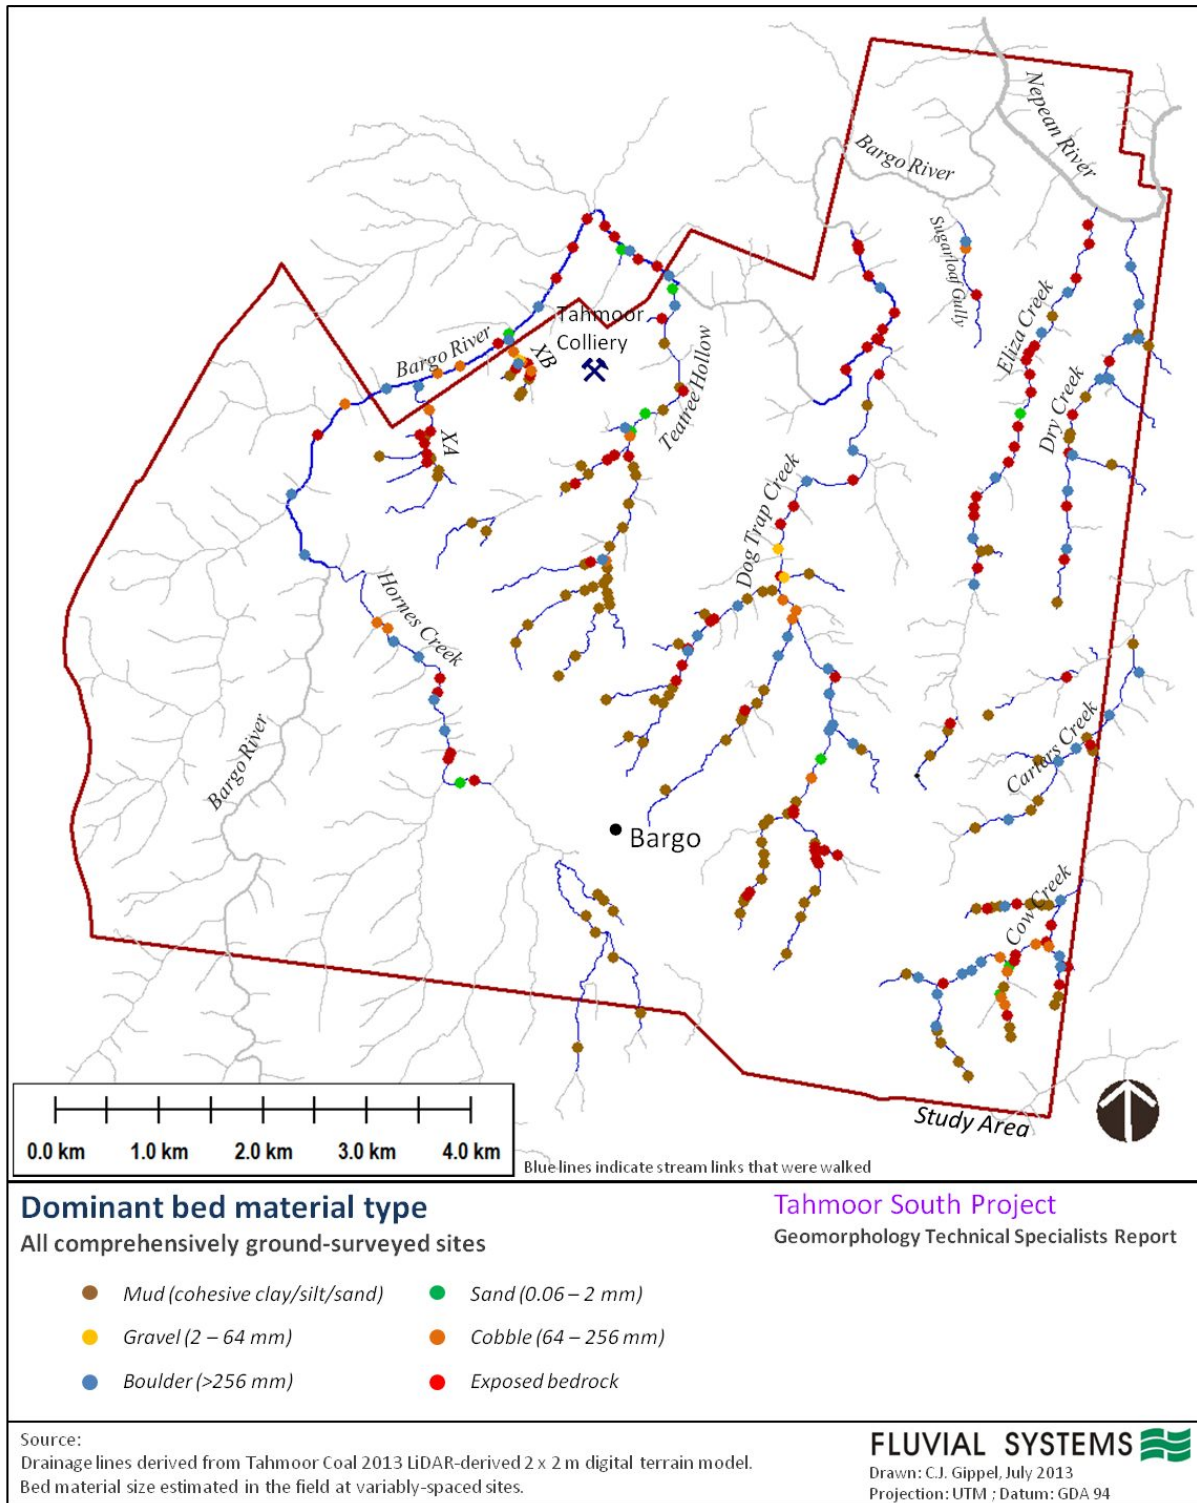 Nepean River
Bargo River
Sugarloaf Gully
Eliza Creek
Tahmoor
Colliery
Bargo River
XB
Teatree Hollow
Dry Creek
XA
Dog Trap Creek
Hornes Creek
Bargo River
Carters Creek
Bargo
Cow Creek
Study Area
0.0 km 1.0 km 2.0 km 3.0 km 4.0 km
Blue lines indicate stream links that were walked
Dominant bed material type
All comprehensively ground-surveyed sites
Tahmoor South Project
Geomorphology Technical Specialists Report
Mud (cohesive clay/silt/sand)
Sand (0.06 – 2 mm)
Gravel (2 – 64 mm)
Cobble (64 – 256 mm)
Boulder (>256 mm)
Exposed bedrock
Source:
Drainage lines derived from Tahmoor Coal 2013 LiDAR-derived 2 x 2 m digital terrain model.
Bed material size estimated in the field at variably-spaced sites.
FLUVIAL SYSTEMS
Drawn: C.J. Gippel, July 2013
Projection: UTM ; Datum: GDA 94